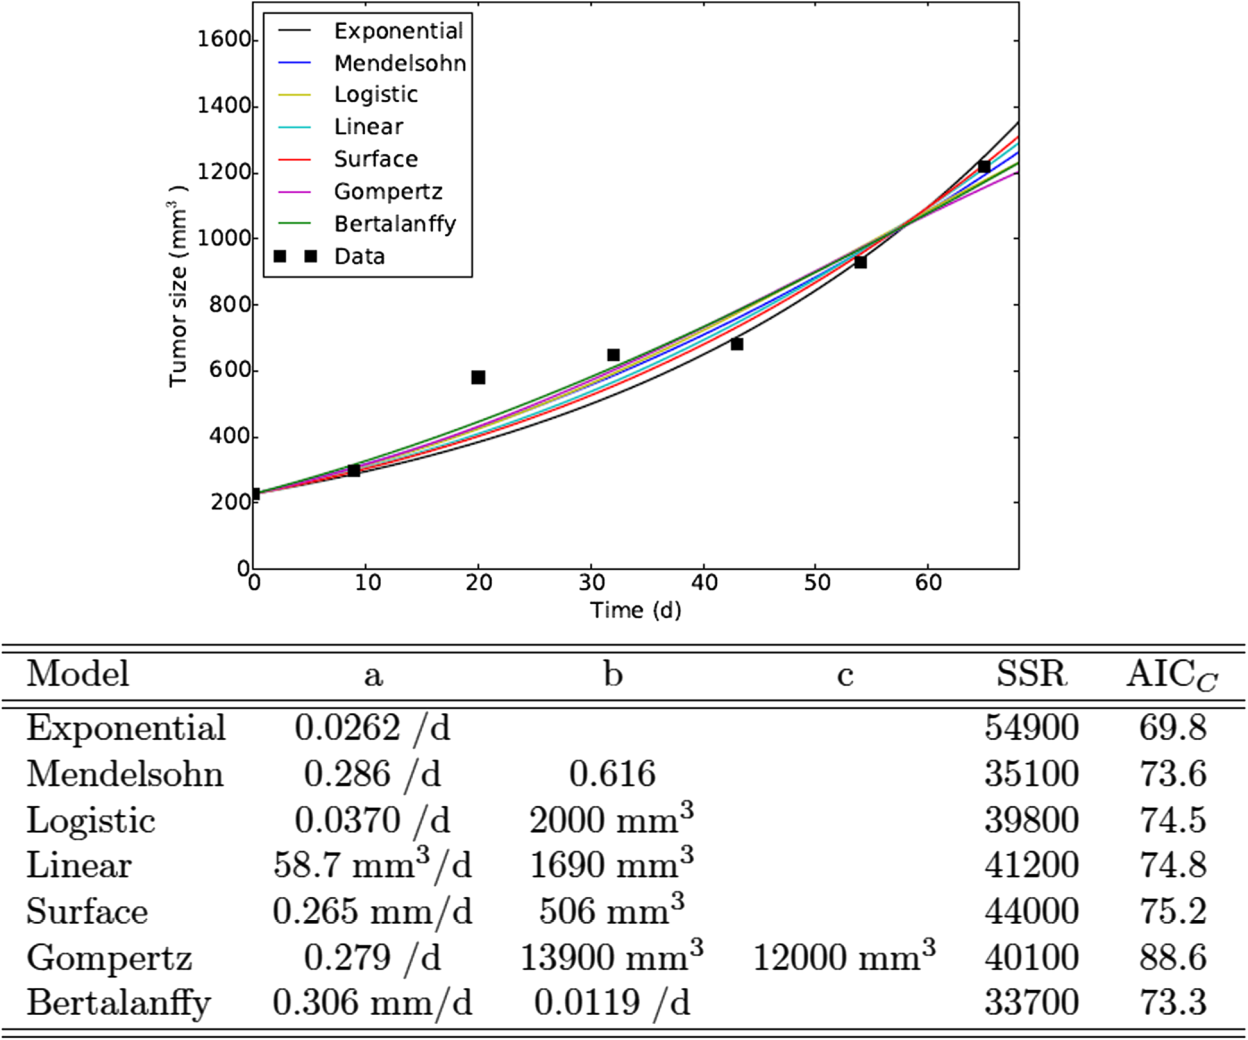 1600
1400
1200
1000
800
600
400
200
0
Tumor size (mm³ )
Exponential
Mendelsohn
Logistic
Linear
Surface
Gompertz
Bertalanffy
Data
0 10 20 30 40 50 60
Time (d)
Model a b c SSR AIC_C
Exponential 0.0262 /d 54900 69.8
Mendelsohn 0.286 /d 0.616 35100 73.6
Logistic 0.0370 /d 2000 mm³ 39800 74.5
Linear 58.7 mm³/d 1690 mm³ 41200 74.8
Surface 0.265 mm/d 506 mm³ 44000 75.2
Gompertz 0.279 /d 13900 mm³ 12000 mm³ 40100 88.6
Bertalanffy 0.306 mm/d 0.0119 /d 33700 73.3